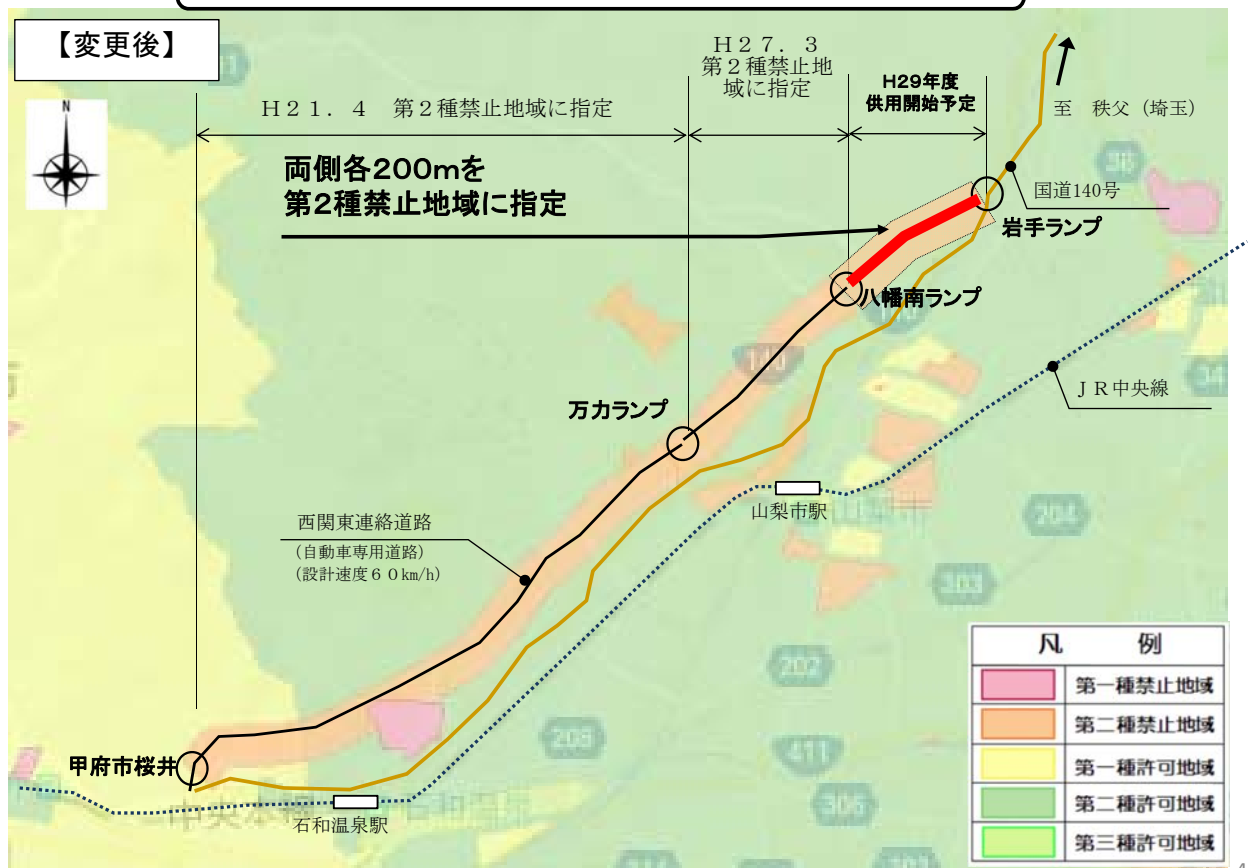 【変更後】
N
H21.4　第2種禁止地域に指定
H27.3
第2種禁止地
域に指定
H29年度
供用開始予定
至　秩父（埼玉）
両側各200mを
第2種禁止地域に指定
国道140号
岩手ランプ
八幡南ランプ
140
ＪＲ中央線
万力ランプ
山梨市駅
204
西関東連絡道路
(自動車専用道路)
(設計速度６０km/h)
303
202
208
411
306
甲府市桜井
石和温泉駅
凡　例
第一種禁止地域
第二種禁止地域
第一種許可地域
第二種許可地域
第三種許可地域